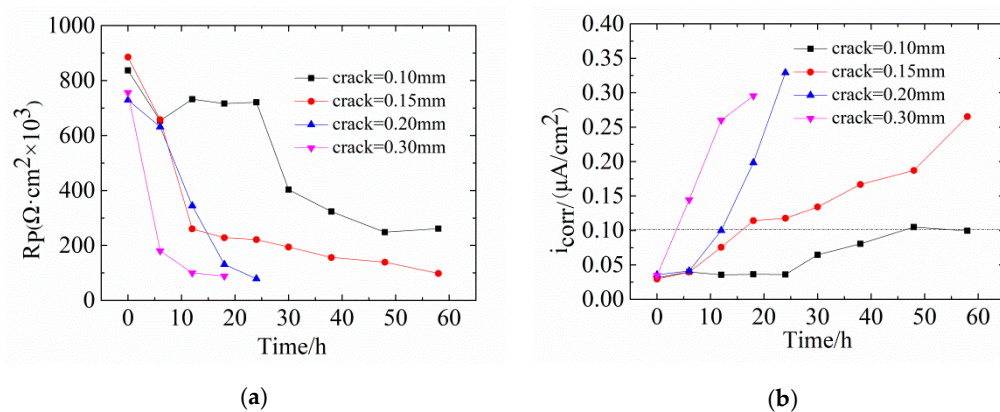 1000
800
600
400
200
0
Rp(Ω·cm²×10⁻³)
crack=0.10mm
crack=0.15mm
crack=0.20mm
crack=0.30mm
0 10 20 30 40 50 60
Time/h
(a)
0.40
0.35
0.30
0.25
0.20
0.15
0.10
0.05
0.00
icorr/(μA/cm²)
crack=0.10mm
crack=0.15mm
crack=0.20mm
crack=0.30mm
0 10 20 30 40 50 60
Time/h
(b)